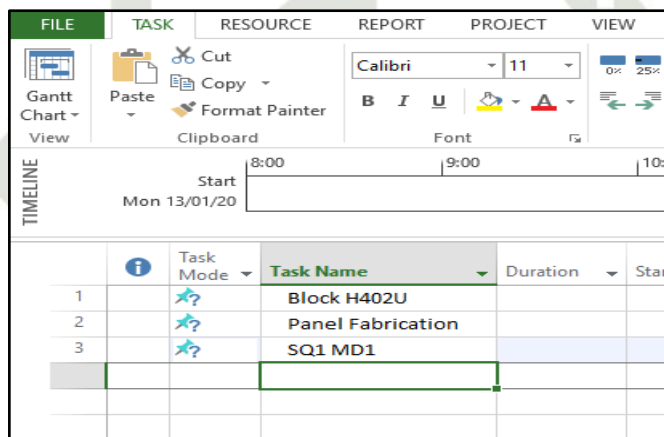 FILE TASK RESOURCE REPORT PROJECT VIEW
Gantt Chart
View
Paste
Cut
Copy
Format Painter
Clipboard
Calibri 11
B I U A
Font
0% 25%
TIMELINE
8:00 9:00 10:
Start
Mon 13/01/20
Task Mode Task Name Duration Star
1 Block H402U
2 Panel Fabrication
3 SQ1 MD1